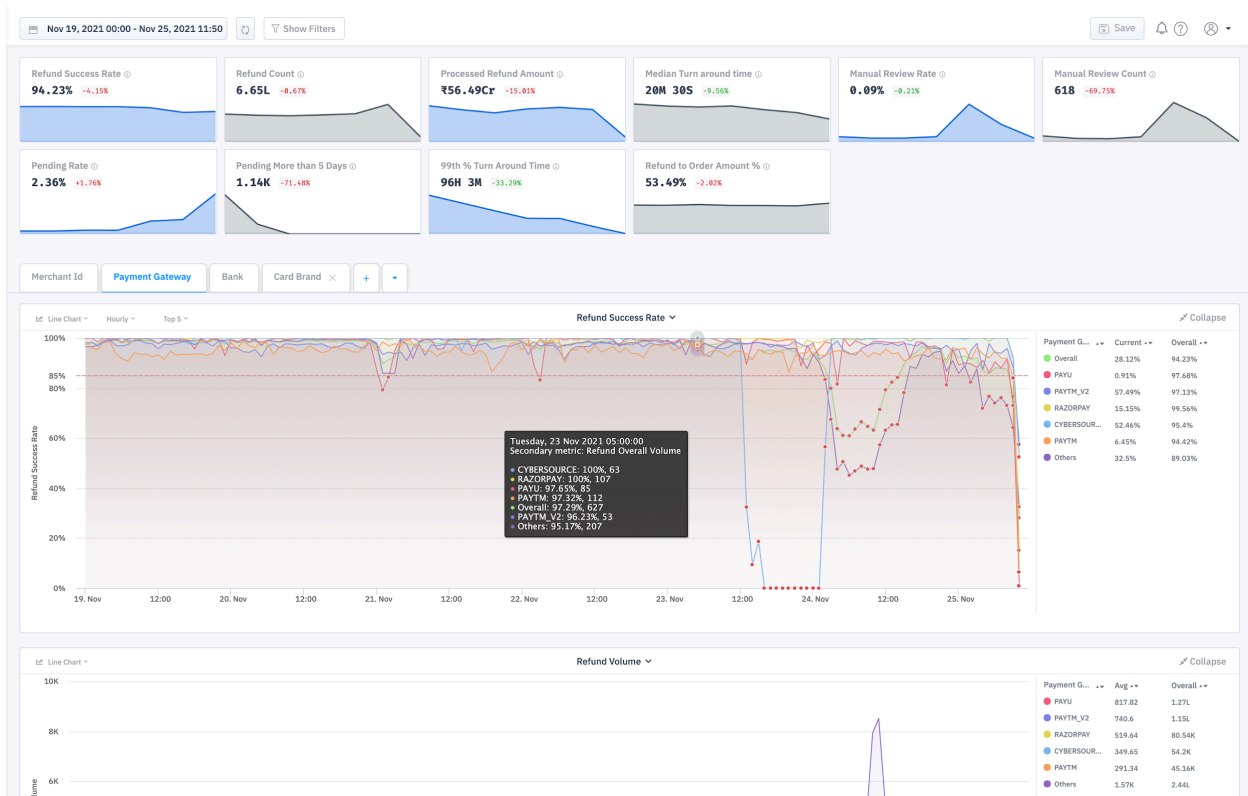 Nov 19, 2021 00:00 - Nov 25, 2021 11:50 Show Filters Save
Refund Success Rate
94.23% -4.15%
Refund Count
6.65L -0.67%
Processed Refund Amount
₹56.49Cr -15.01%
Median Turn around time
20M 30S -9.56%
Manual Review Rate
0.09% -0.21%
Manual Review Count
618 -69.75%
Pending Rate
2.36% +1.76%
Pending More than 5 Days
1.14K -71.48%
99th % Turn Around Time
96H 3M -33.29%
Refund to Order Amount %
53.49% -2.02%
Merchant Id Payment Gateway Bank Card Brand +
Line Chart Hourly Top 5 Refund Success Rate Collapse
Refund Success Rate
100%
85%
80%
60%
40%
20%
0%
19. Nov 12:00 20. Nov 12:00 21. Nov 12:00 22. Nov 12:00 23. Nov 12:00 24. Nov 12:00 25. Nov
Tuesday, 23 Nov 2021 05:00:00
Secondary metric: Refund Overall Volume
CYBERSOURCE: 100%, 63
RAZORPAY: 100%, 107
PAYU: 97.65%, 85
PAYTM: 97.32%, 112
Overall: 97.29%, 627
PAYTM_V2: 96.23%, 53
Others: 95.17%, 207
Payment G... Current Overall
Overall 28.12% 94.23%
PAYU 0.91% 97.68%
PAYTM_V2 57.49% 97.13%
RAZORPAY 15.15% 99.56%
CYBERSOUR... 52.46% 95.4%
PAYTM 6.45% 94.42%
Others 32.5% 89.03%
Line Chart Refund Volume Collapse
10K
8K
6K
Payment G... Avg Overall
PAYU 817.82 1.27L
PAYTM_V2 740.6 1.15L
RAZORPAY 519.64 80.54K
CYBERSOUR... 349.65 54.2K
PAYTM 291.34 45.16K
Others 1.57K 2.44L